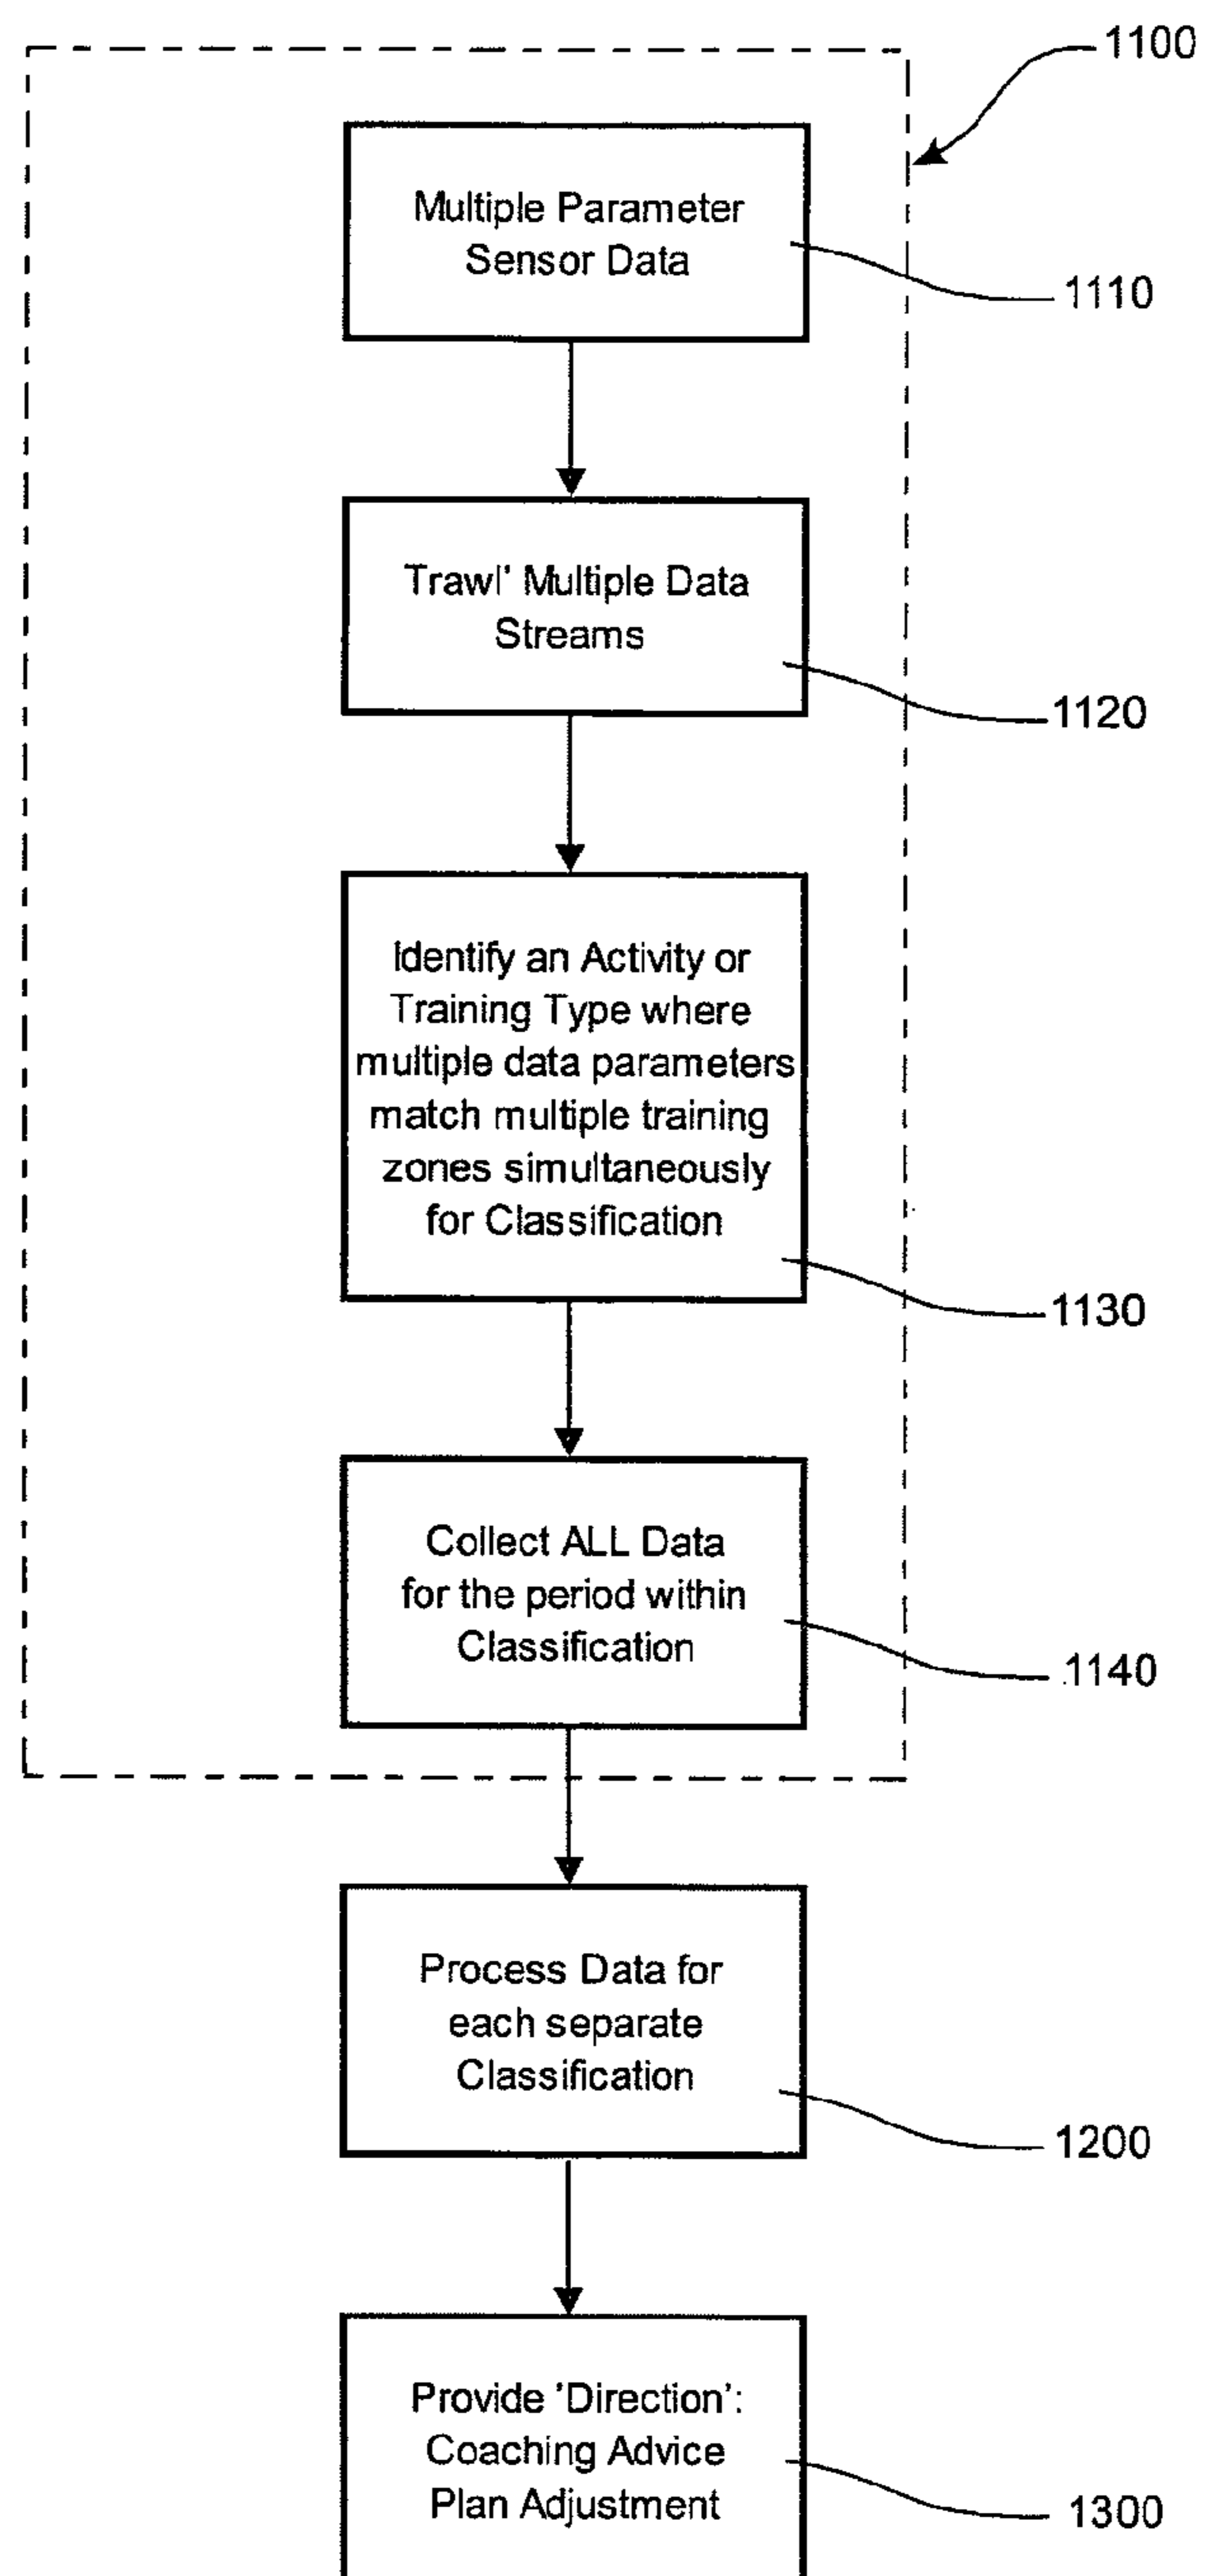 1100
Multiple Parameter
Sensor Data
1110
Trawl' Multiple Data
Streams
1120
Identify an Activity or
Training Type where
multiple data parameters
match multiple training
zones simultaneously
for Classification
1130
Collect ALL Data
for the period within
Classification
1140
Process Data for
each separate
Classification
1200
Provide 'Direction':
Coaching Advice
Plan Adjustment
1300